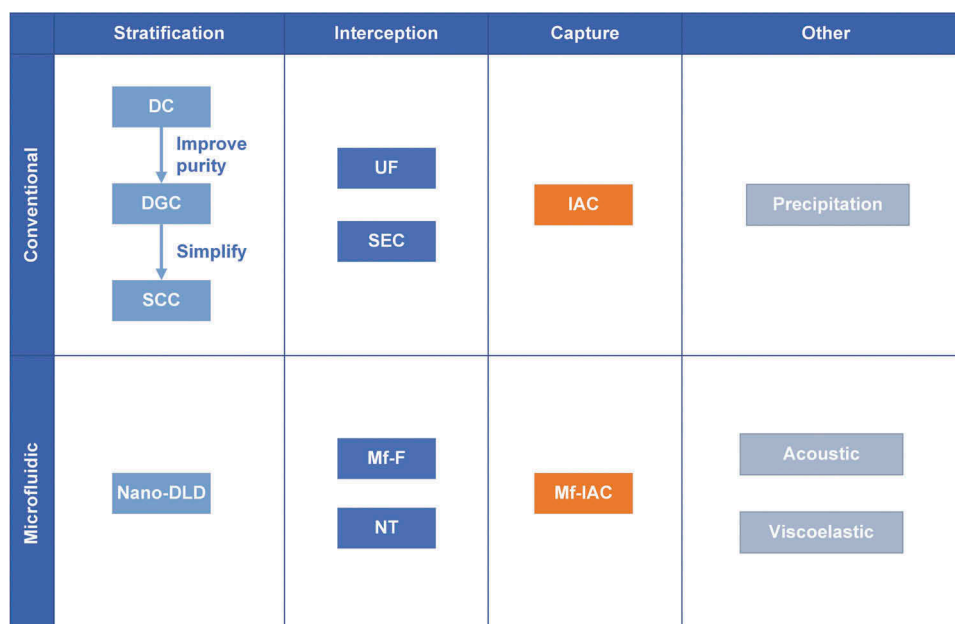 Stratification
Interception
Capture
Other
Conventional
DC
Improve
purity
DGC
Simplify
SCC
UF
SEC
IAC
Precipitation
Microfluidic
Nano-DLD
Mf-F
NT
Mf-IAC
Acoustic
Viscoelastic